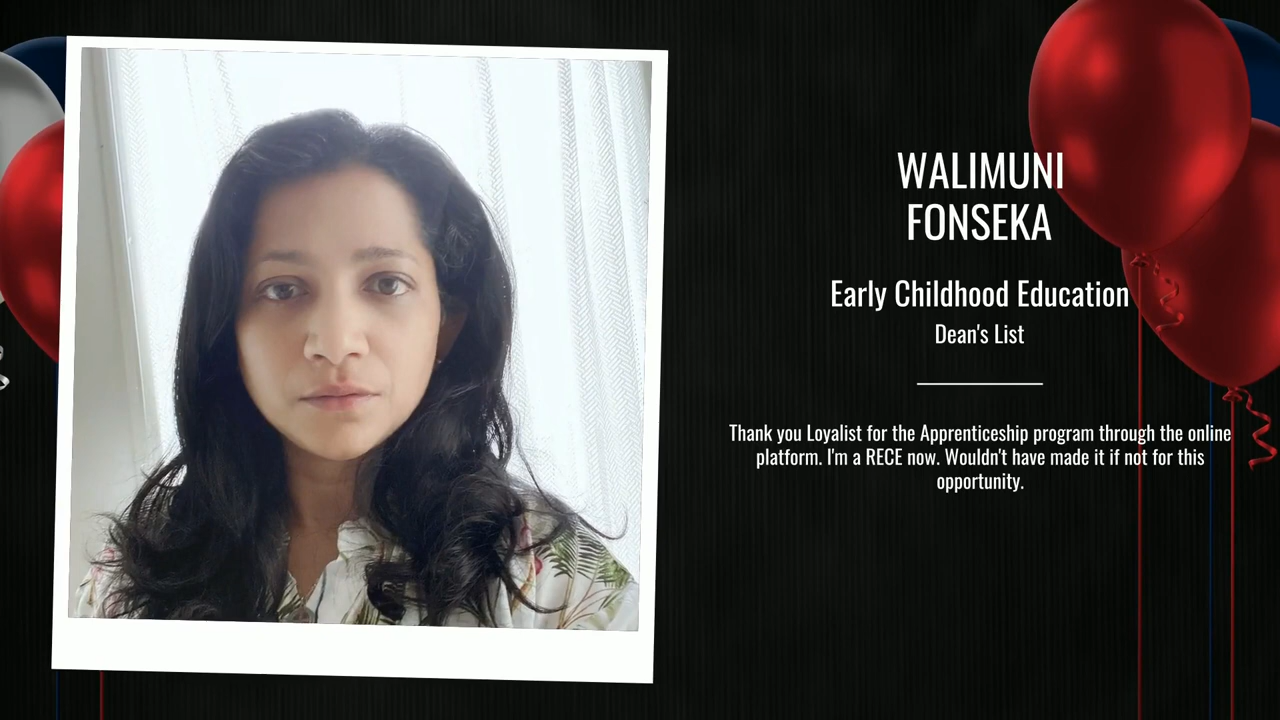 WALIMUNI
FONSEKA
Early Childhood Education
Dean's List
Thank you Loyalist for the Apprenticeship program through the online
platform. I'm a RECE now. Wouldn't have made it if not for this
opportunity.